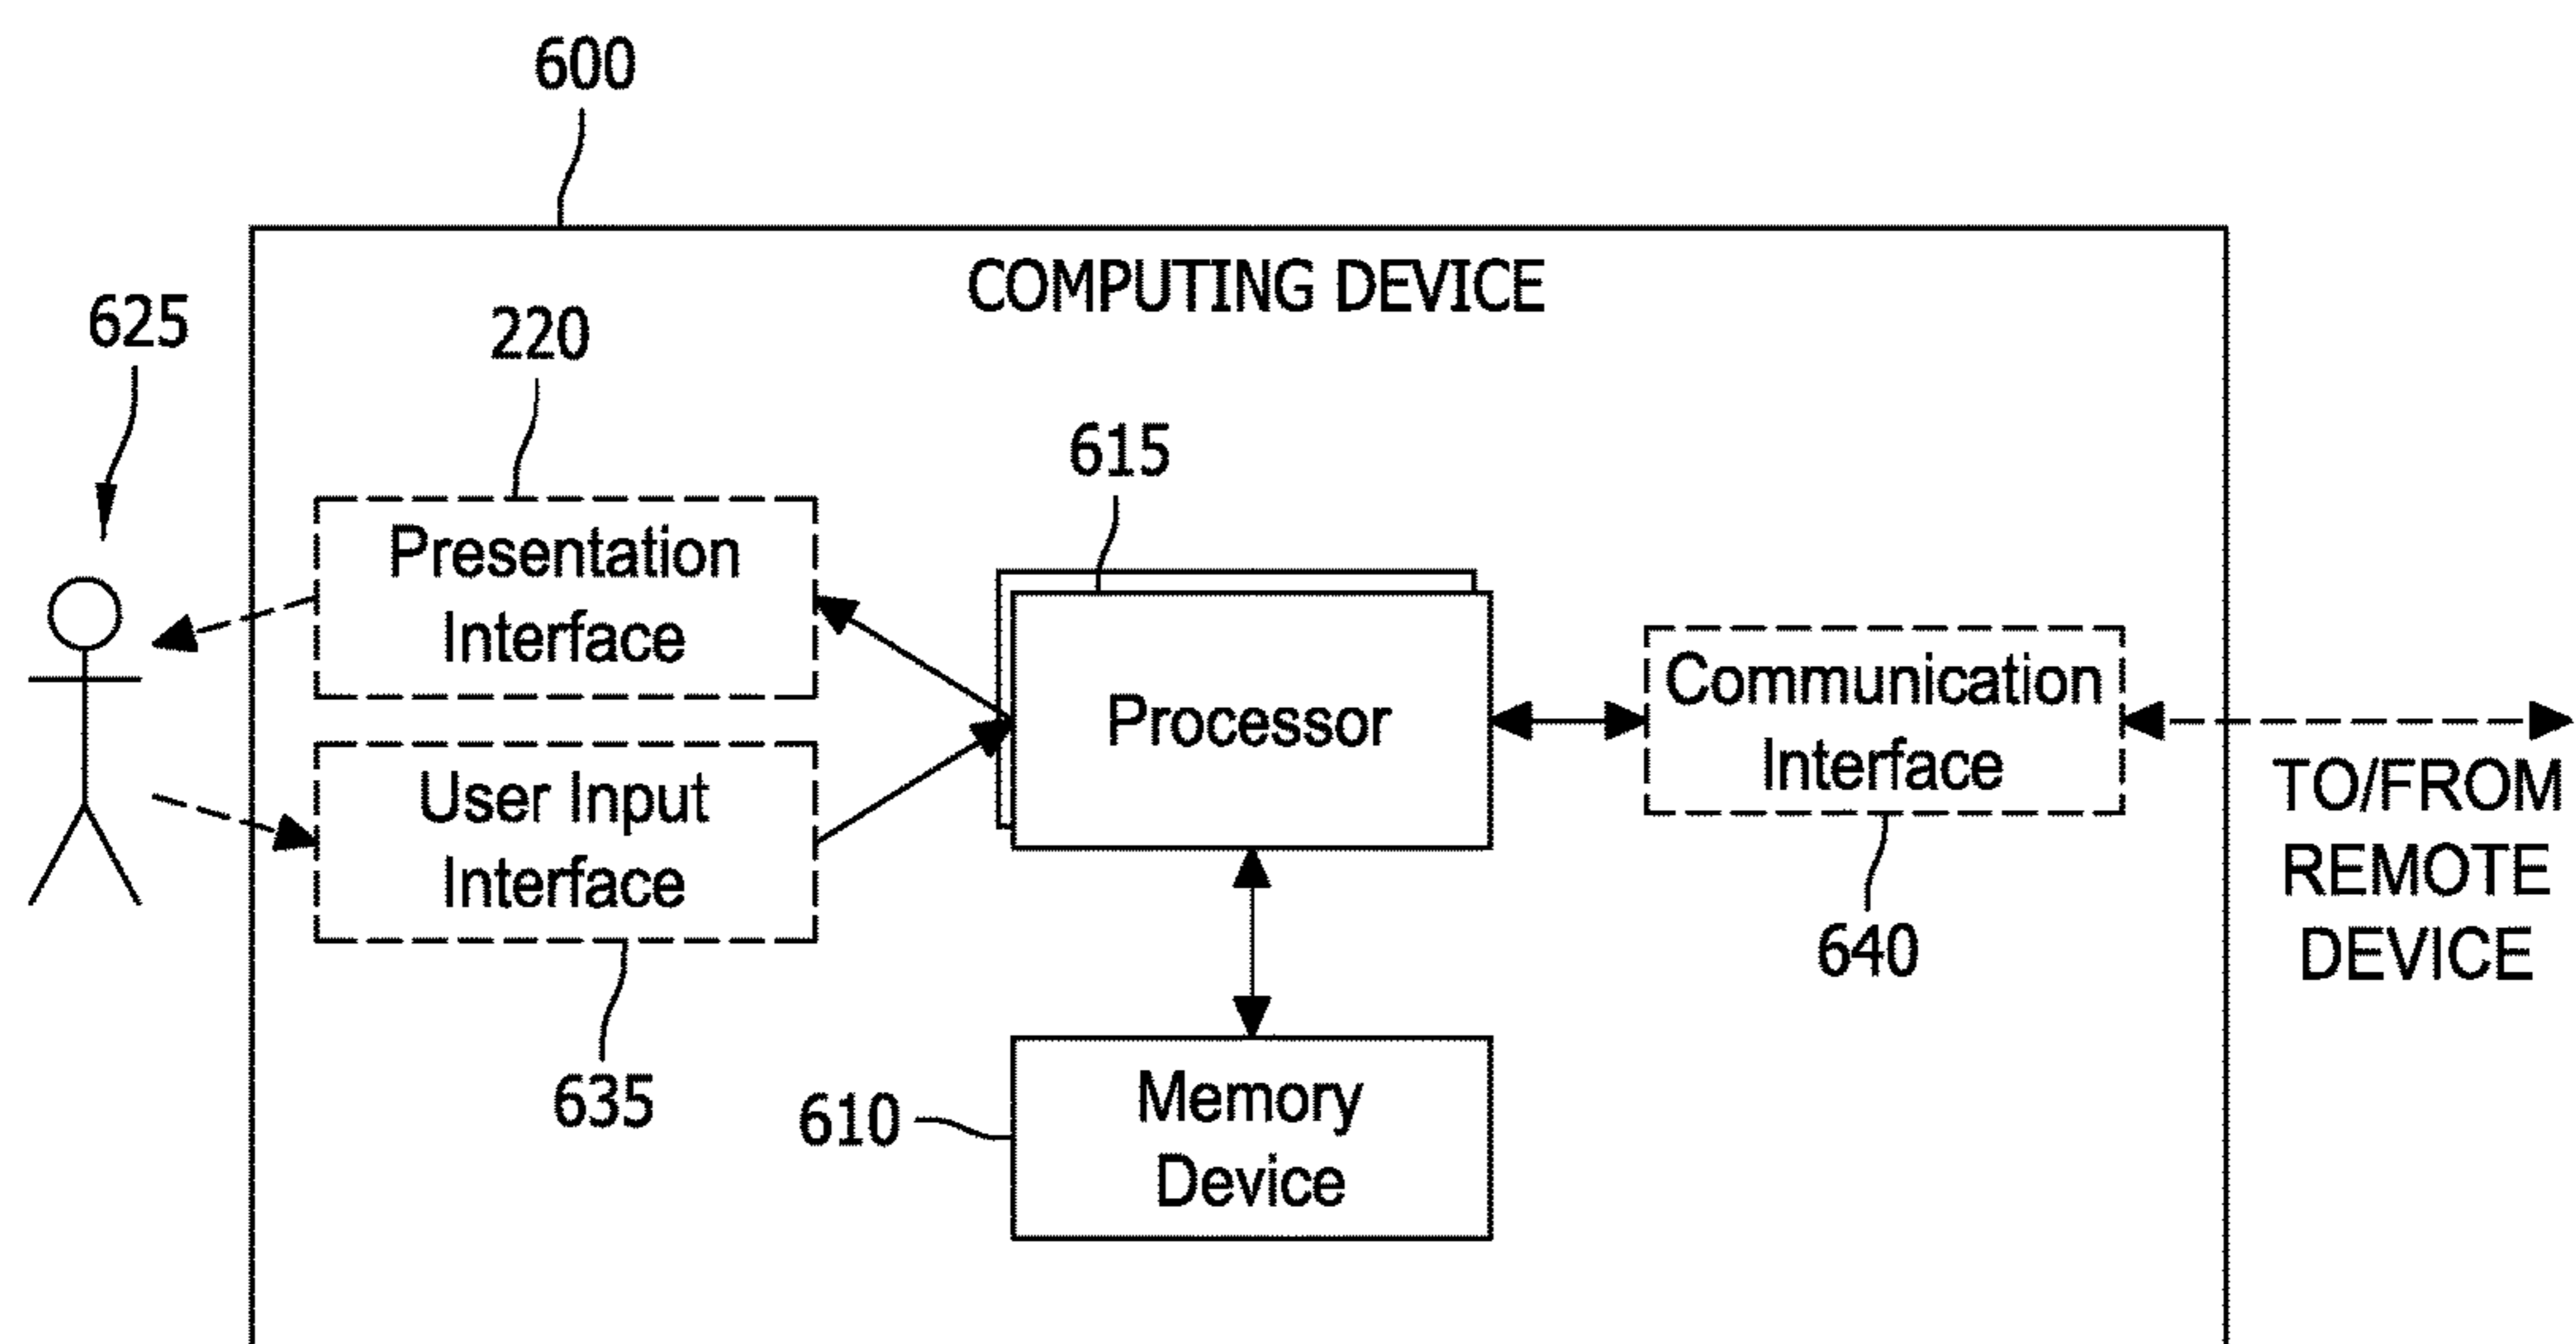 600
COMPUTING DEVICE
625
220
615
Presentation
Interface
Processor
Communication
Interface
User Input
Interface
TO/FROM
REMOTE
DEVICE
640
635
610
Memory
Device